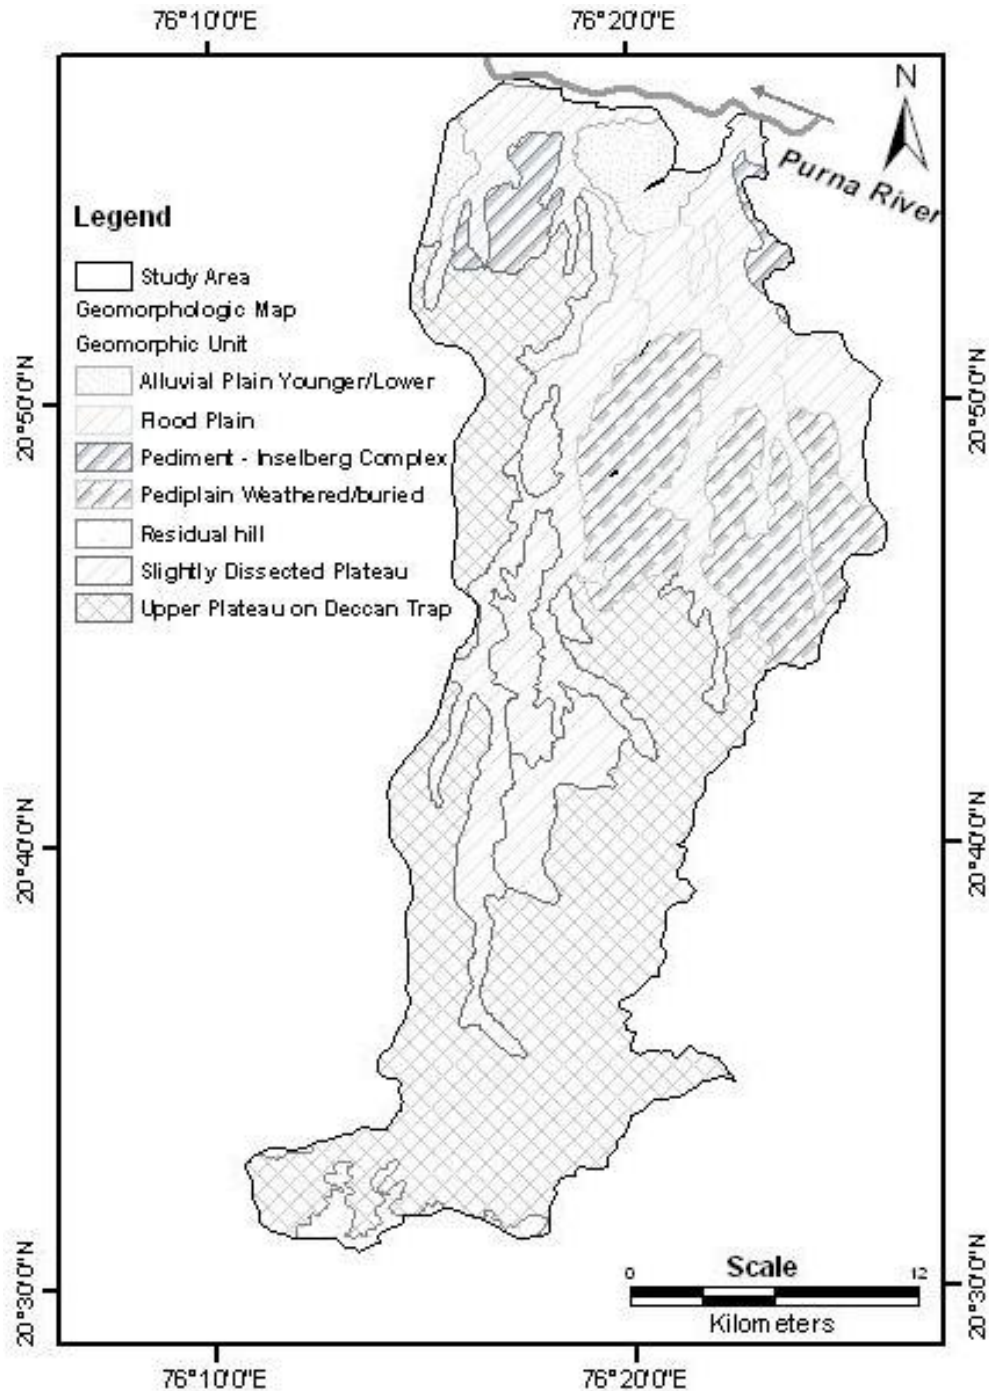 76°10'0"E 76°20'0"E
N
Purna River
Legend
Study Area
Geomorphologic Map
Geomorphic Unit
Alluvial Plain Younger/Lower
Flood Plain
Pediment - Inselberg Complex
Pediplain Weathered/buried
Residual hill
Slightly Dissected Plateau
Upper Plateau on Deccan Trap
20°50'0"N 20°50'0"N
20°40'0"N 20°40'0"N
20°30'0"N 20°30'0"N
Scale
0 12
Kilometers
76°10'0"E 76°20'0"E